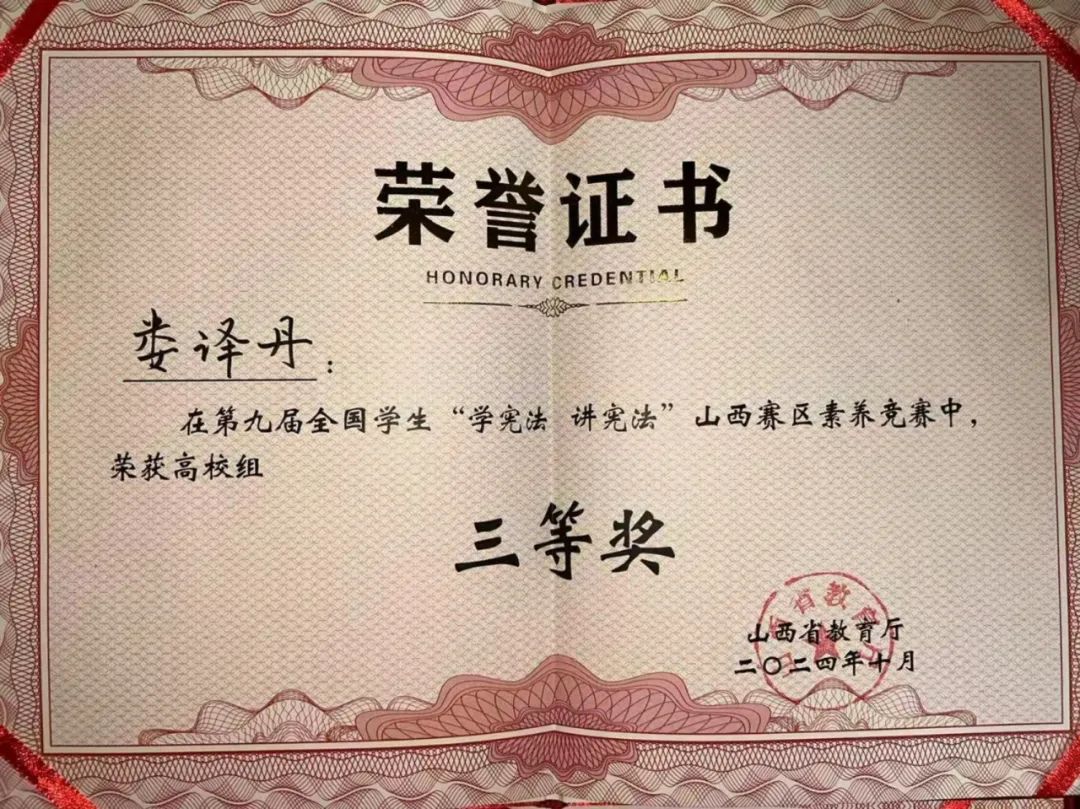 荣誉证书
HONORARY CREDENTIAL
娄泽丹：
在第九届全国学生“学宪法 讲宪法”山西赛区素养竞赛中，
荣获高校组
三等奖
山西省教育厅
二〇二四年十月